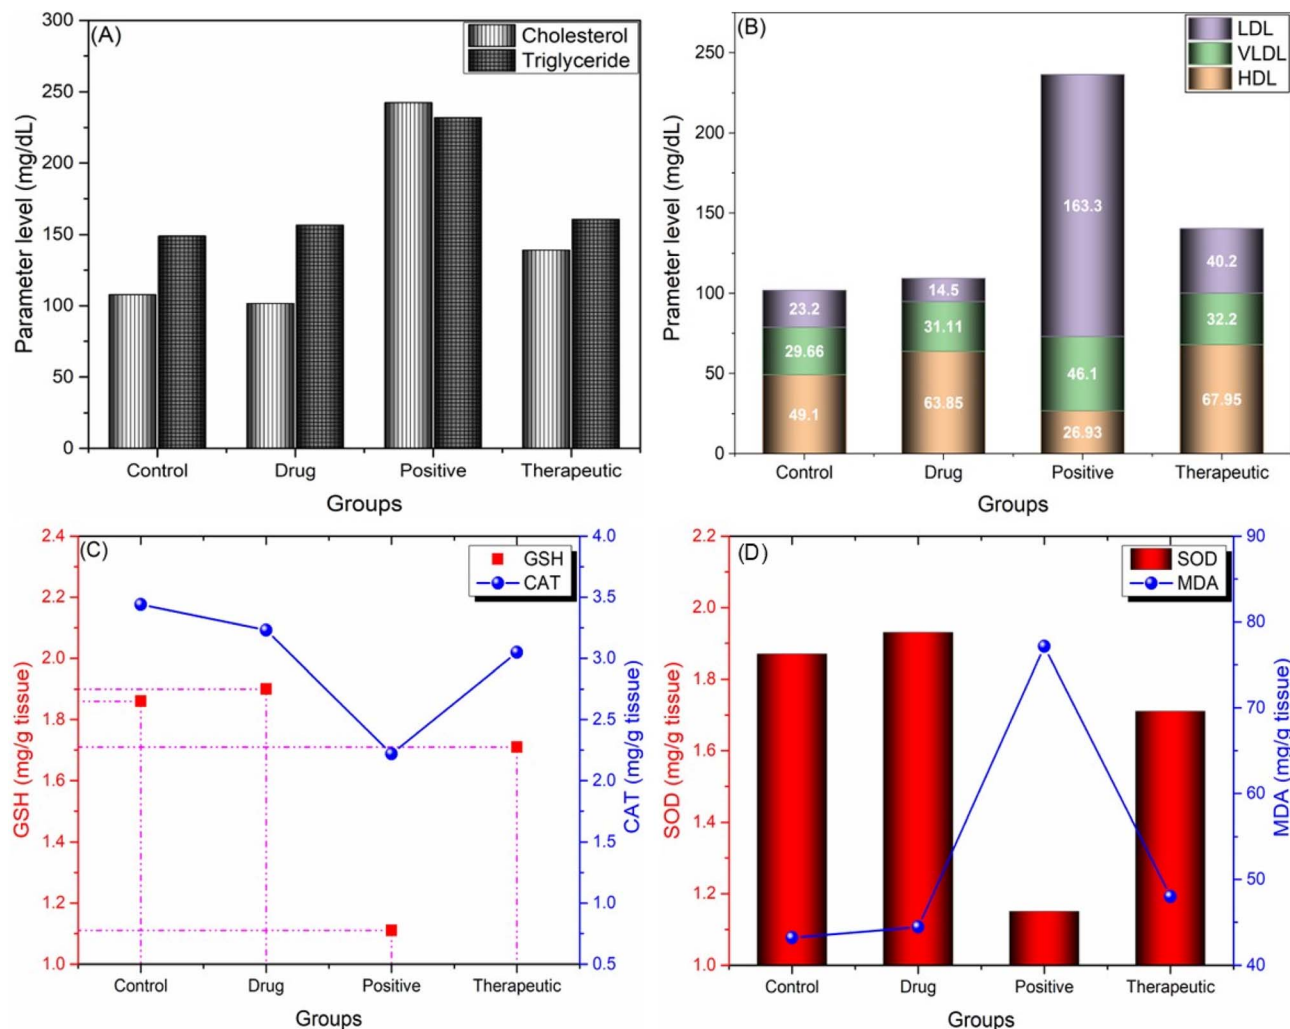 (A)
Cholesterol
Triglyceride
Parameter level (mg/dL)
300
250
200
150
100
50
0
Control Drug Positive Therapeutic
Groups
(B)
LDL
VLDL
HDL
Prameter level (mg/dL)
250
200
150
100
50
0
23.2
29.66
49.1
14.5
31.11
63.85
163.3
46.1
26.93
40.2
32.2
67.95
Control Drug Positive Therapeutic
Groups
(C)
GSH
CAT
GSH (mg/g tissue)
2.4
2.2
2.0
1.8
1.6
1.4
1.2
1.0
CAT (mg/g tissue)
4.0
3.5
3.0
2.5
2.0
1.5
1.0
0.5
Control Drug Positive Therapeutic
Groups
(D)
SOD
MDA
SOD (mg/g tissue)
2.2
2.0
1.8
1.6
1.4
1.2
1.0
MDA (mg/g tissue)
90
80
70
60
50
40
Control Drug Positive Therapeutic
Groups